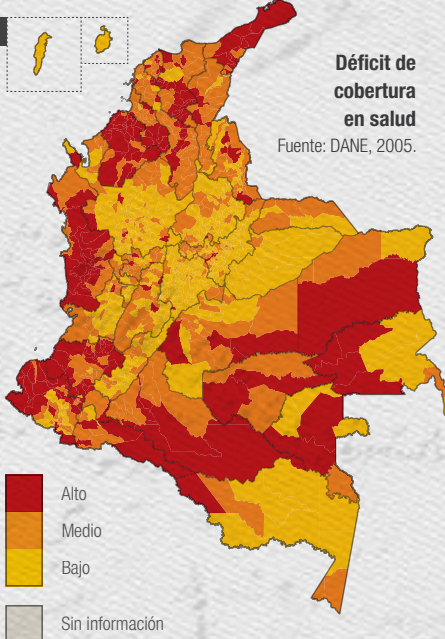 Déficit de
cobertura
en salud
Fuente: DANE, 2005.
Alto
Medio
Bajo
Sin información